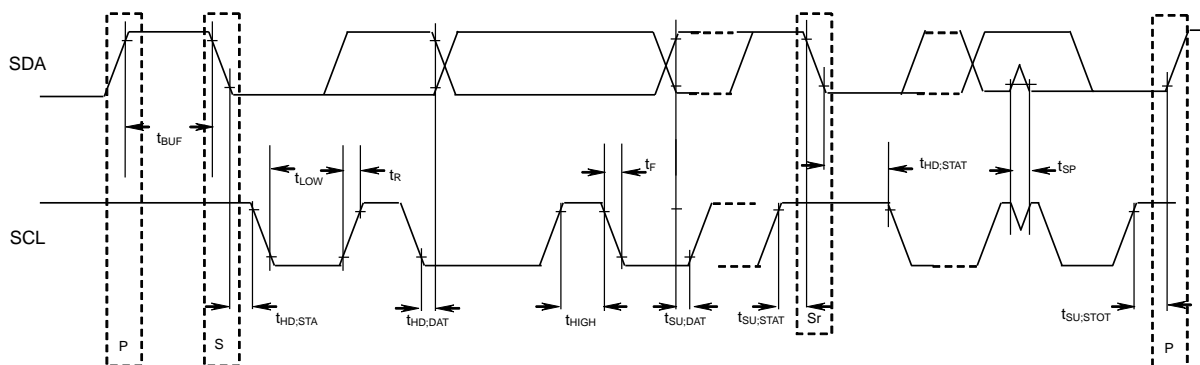 SDA
tBUF
tLOW
tR
tF
tHD;STAT
tSP
SCL
tHD;STA
tHD;DAT
tHIGH
tSU;DAT
tSU;STAT
Sr
tSU;STOT
P
S
P